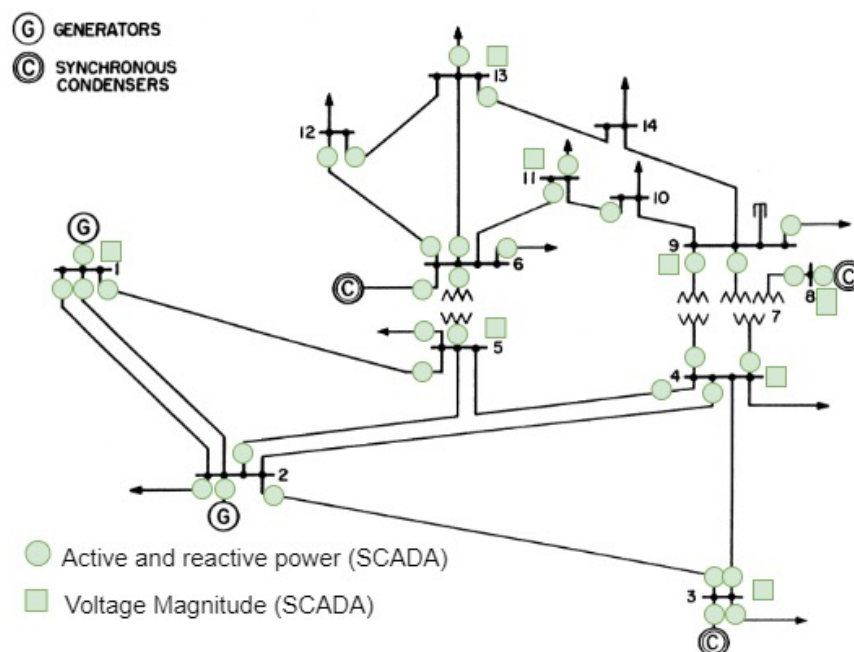 G GENERATORS
C SYNCHRONOUS
CONDENSERS
13
12
14
11
10
G
1
6
9
C
8
C
7
5
4
2
G
Active and reactive power (SCADA)
Voltage Magnitude (SCADA)
3
C